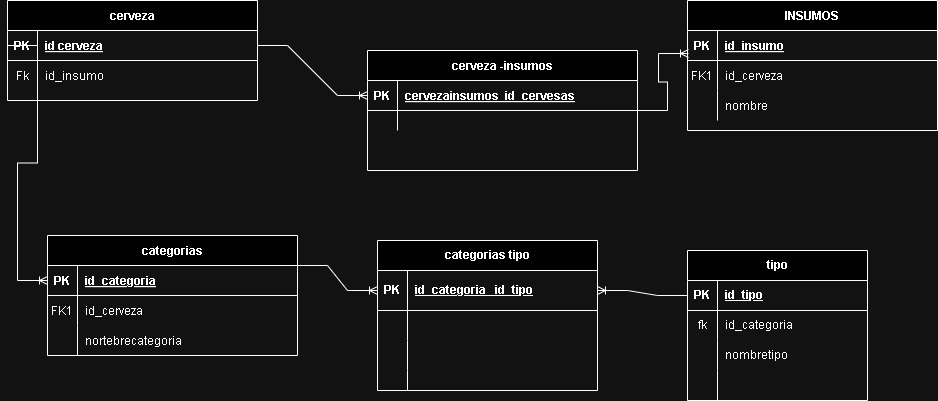 cerveza
PK id cerveza
Fk id_insumo
cerveza -insumos
PK cervezainsumos_id_cervesas
INSUMOS
PK id_insumo
FK1 id_cerveza
nombre
categorias
PK id_categoria
FK1 id_cerveza
nortebrecategoria
categorias tipo
PK id_categoria_id_tipo
tipo
PK id_tipo
fk id_categoria
nombretipo